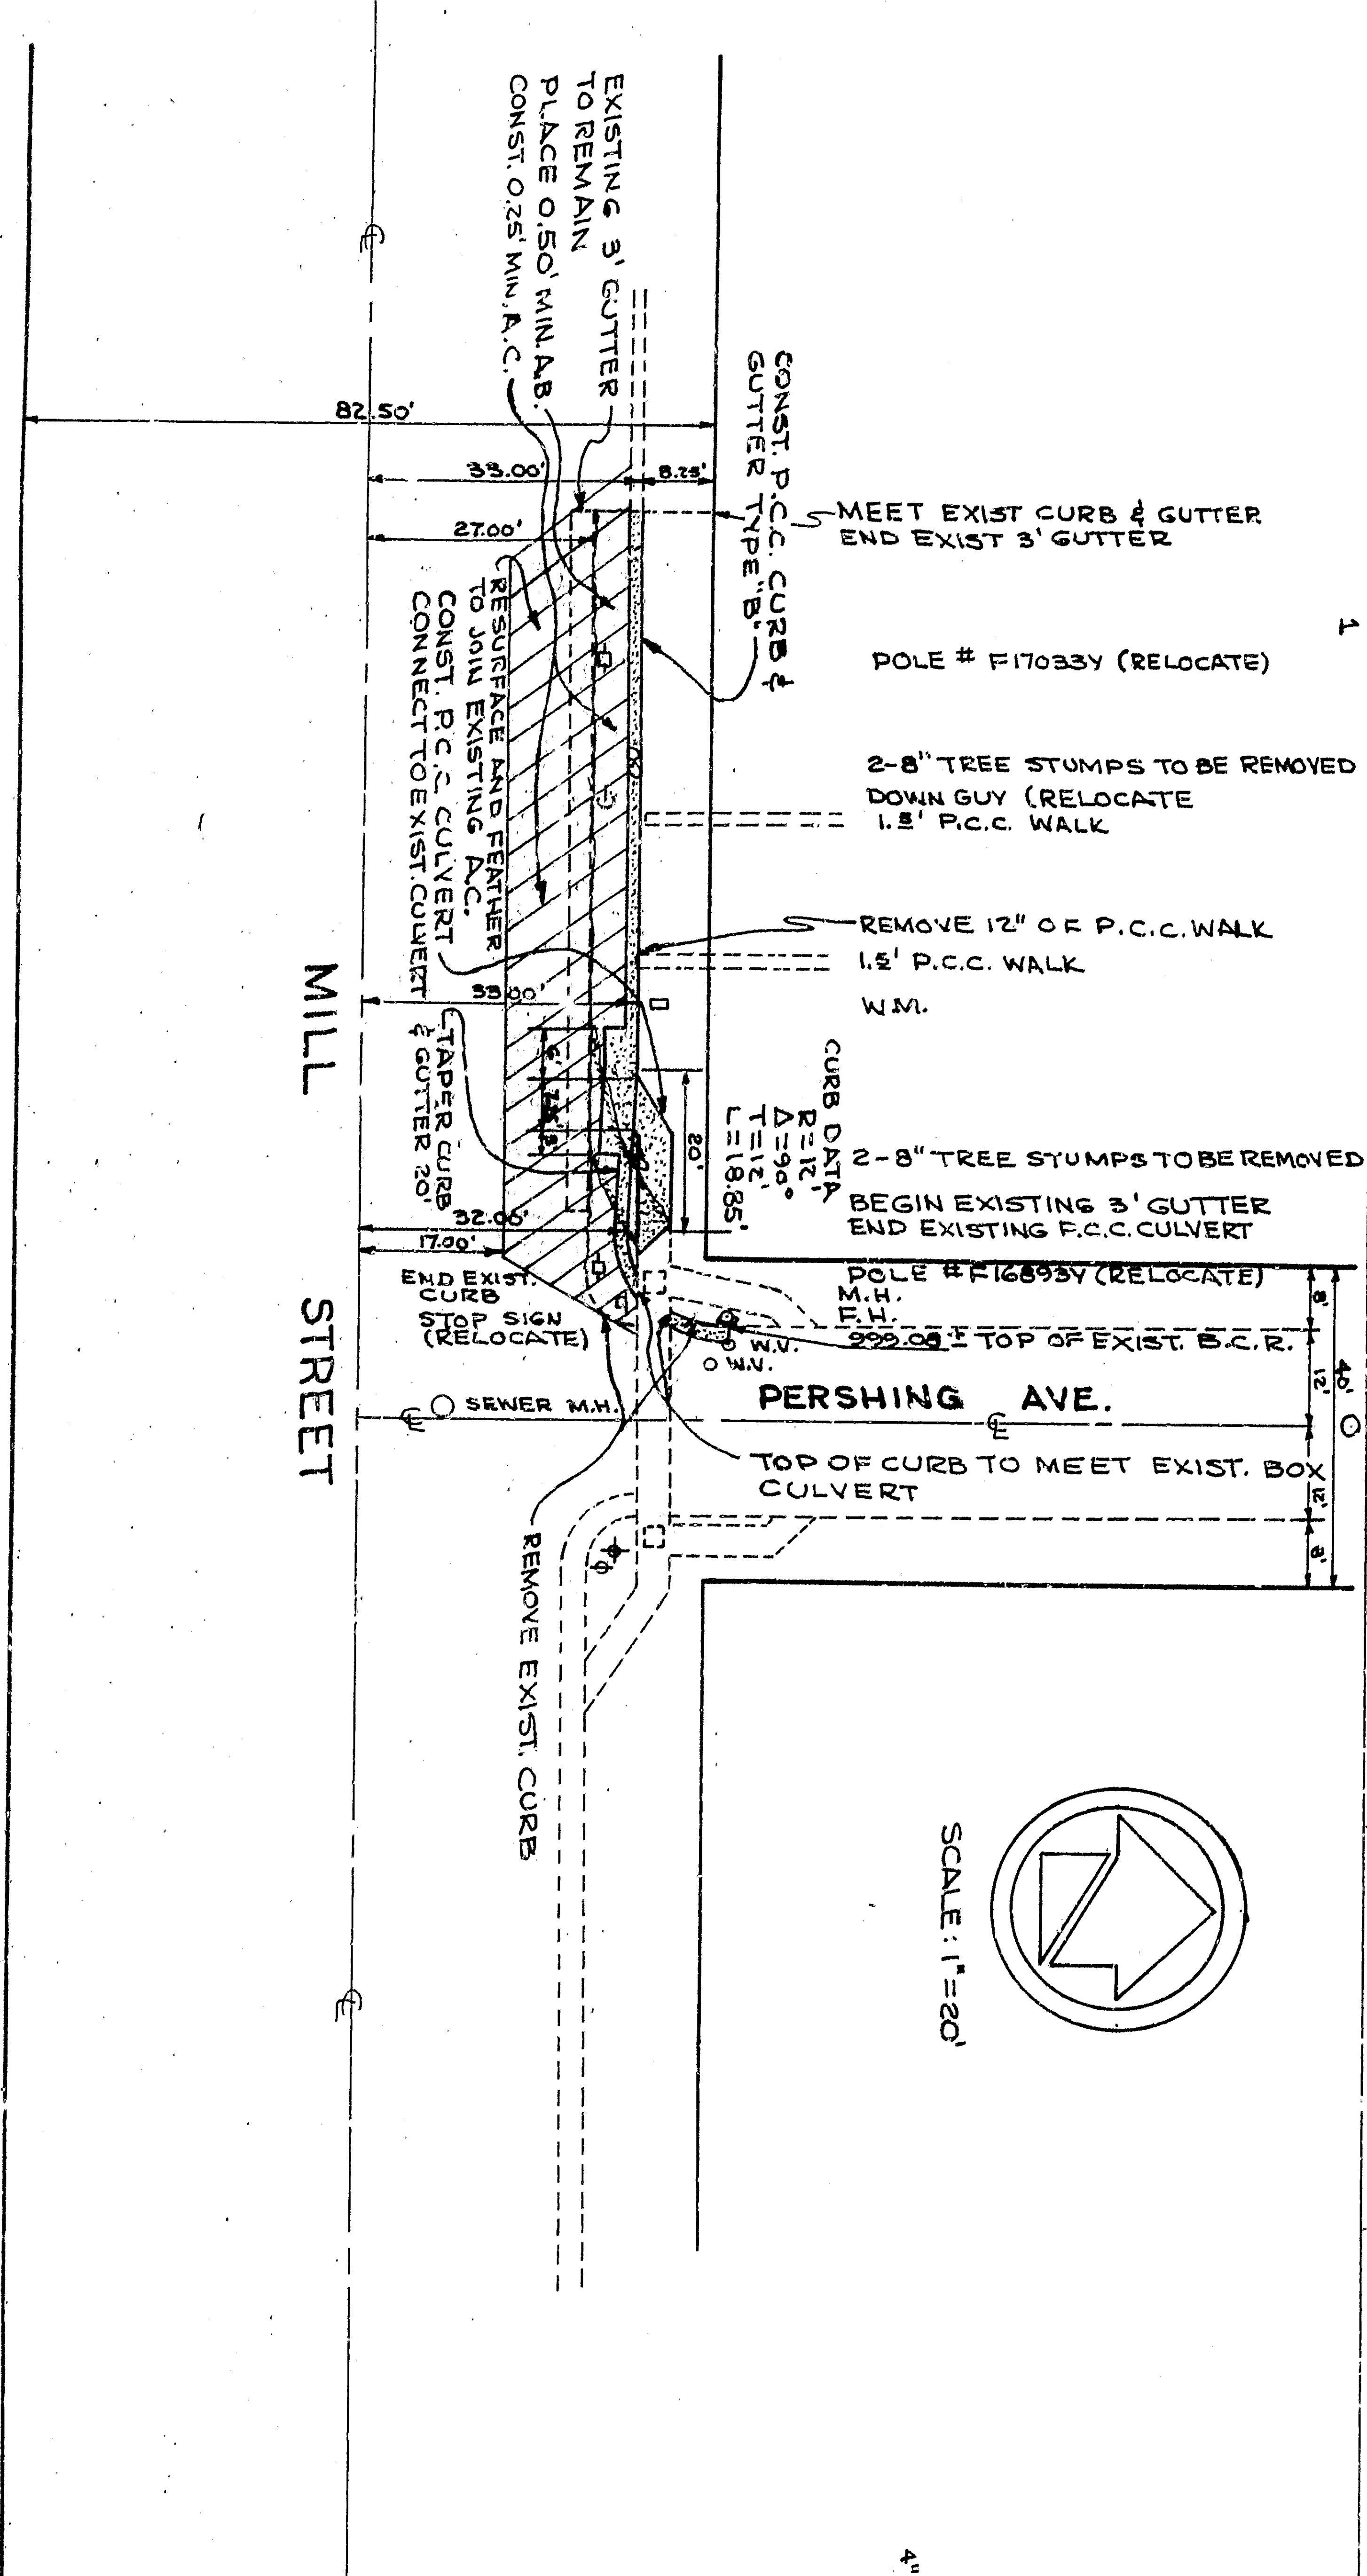 EXISTING 3' GUTTER
TO REMAIN
PLACE 0.50' MIN. A.B.
CONST. 0.25' MIN. A.C.
82.50'
33.00'
8.25'
27.00'
CONST. P.C.C. CURB &
GUTTER TYPE "B"
MEET EXIST CURB & GUTTER
END EXIST 3' GUTTER
1
POLE # F17033Y (RELOCATE)
2-8" TREE STUMPS TO BE REMOVED
DOWN GUY (RELOCATE
1.5' P.C.C. WALK
REMOVE 12" OF P.C.C. WALK
1.5' P.C.C. WALK
W.M.
RESURFACE AND FEATHER
TO JOIN EXISTING A.C.
CONST. P.C.C. CULVERT
CONNECT TO EXIST. CULVERT
33.00'
TAPER CURB
& GUTTER 20'
6'
3'
20'
CURB DATA
R=12'
Δ=90°
T=12'
L=18.85'
2-8" TREE STUMPS TO BE REMOVED
BEGIN EXISTING 3' GUTTER
END EXISTING P.C.C. CULVERT
32.00'
17.00'
END EXIST.
CURB
STOP SIGN
(RELOCATE)
POLE # F16893Y (RELOCATE)
M.H.
F.H.
999.00± TOP OF EXIST. B.C.R.
W.V.
W.V.
8'
12'
40'
12'
8'
MILL STREET
SEWER M.H.
PERSHING AVE.
TOP OF CURB TO MEET EXIST. BOX
CULVERT
REMOVE EXIST. CURB
SCALE: 1"=20'
4"